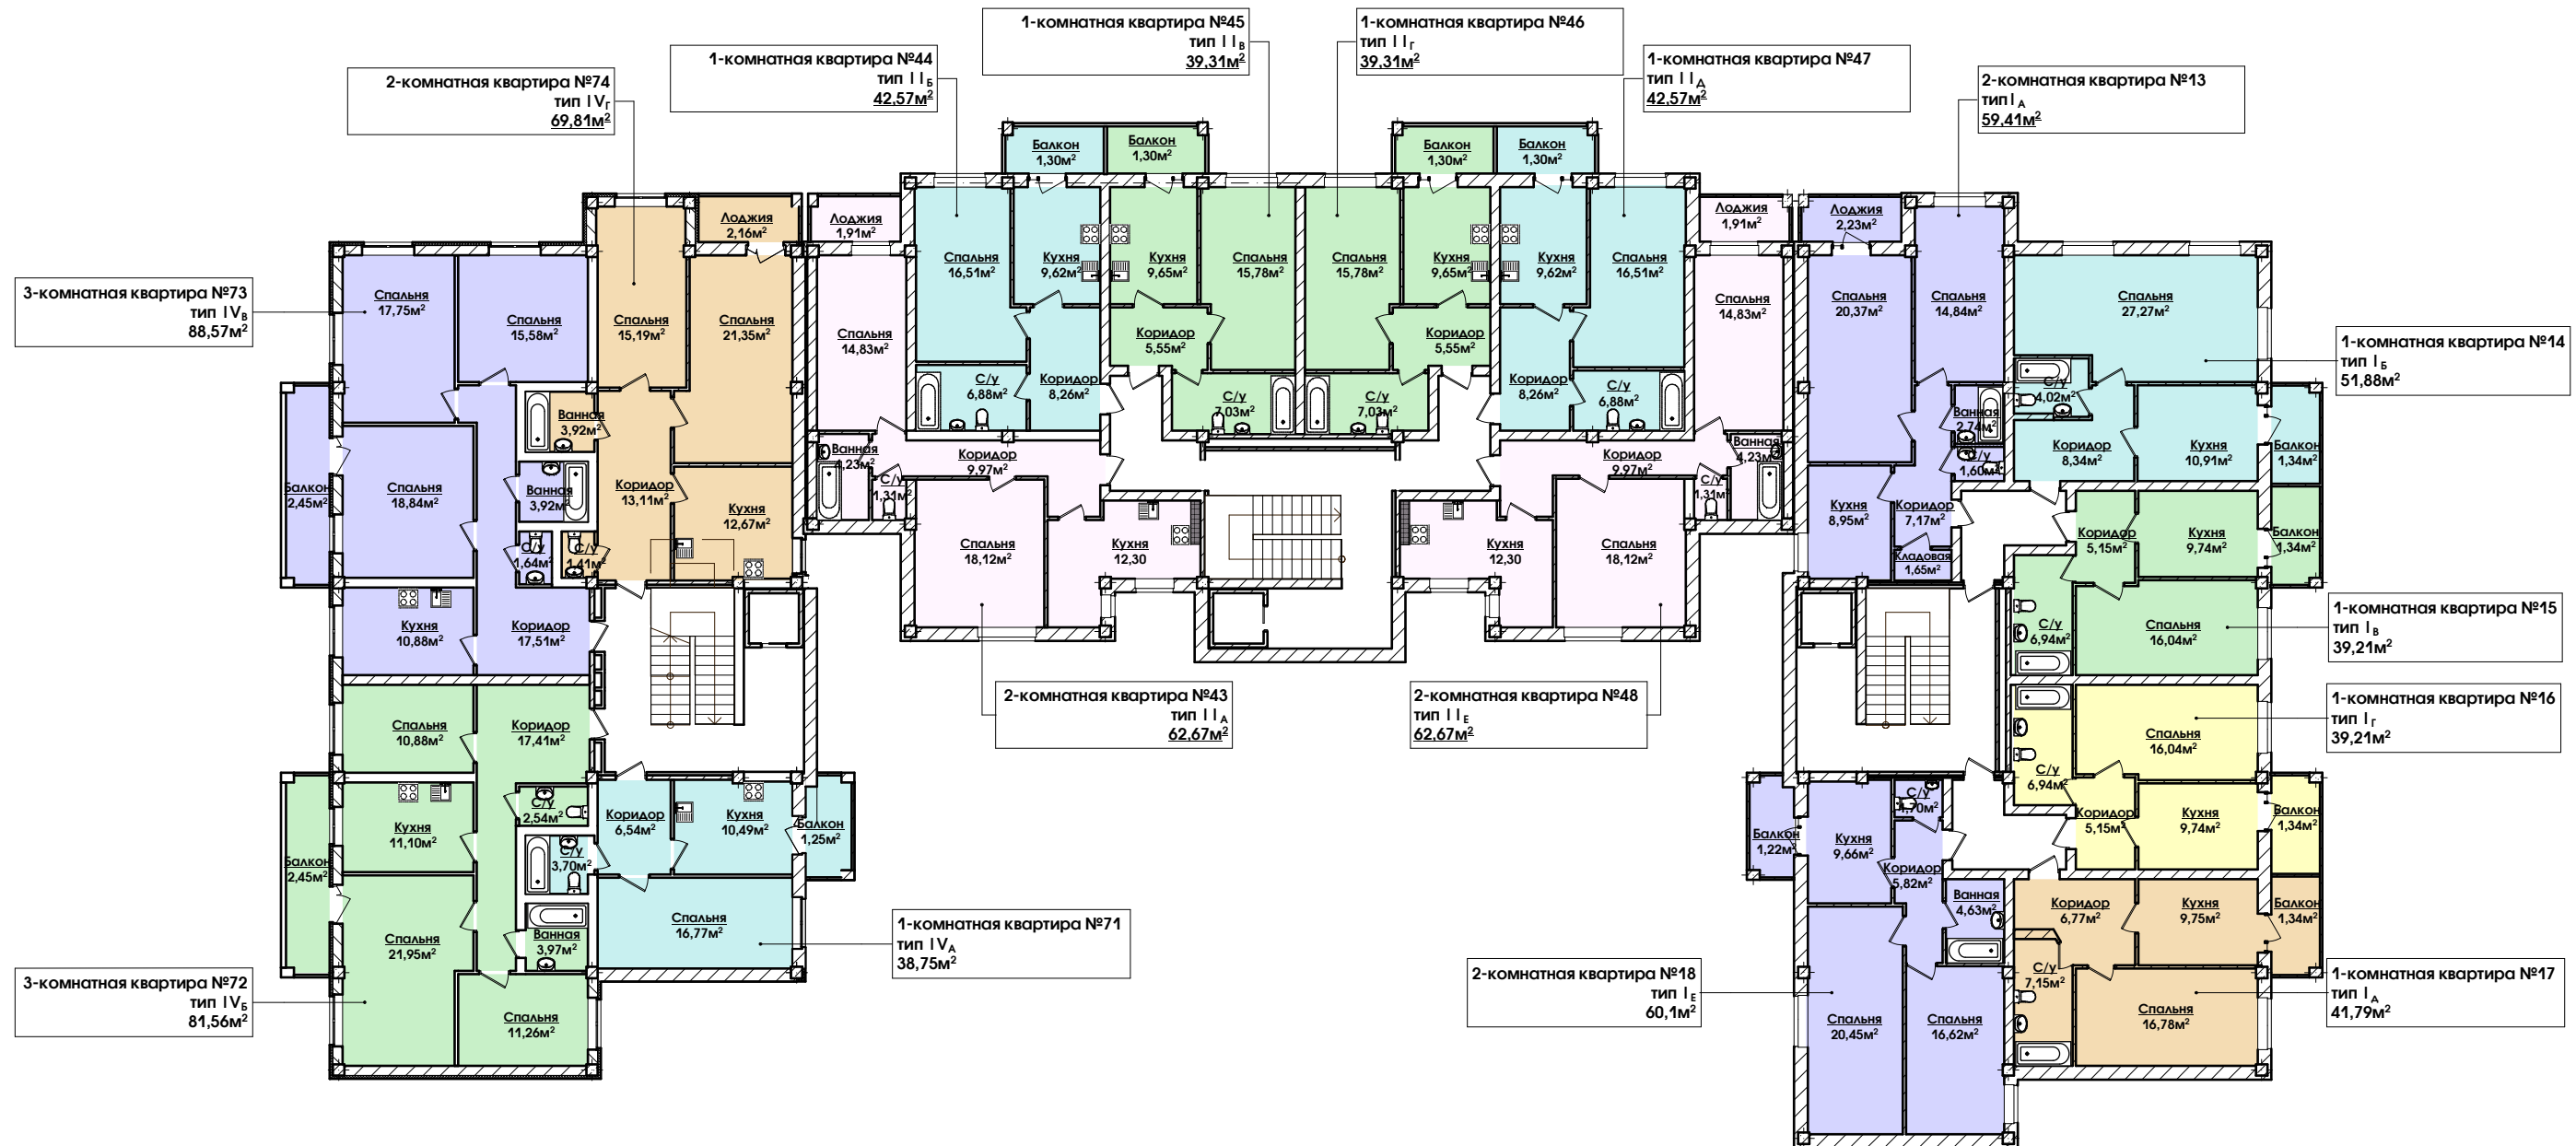 1-комнатная квартира №45
тип II В
39,31м²
1-комнатная квартира №46
тип II Г
39,31м²
1-комнатная квартира №44
тип II Б
42,57м²
1-комнатная квартира №47
тип II Д
42,57м²
2-комнатная квартира №74
тип IV Г
69,81м²
2-комнатная квартира №13
тип I А
59,41м²
3-комнатная квартира №73
тип IV В
88,57м²
1-комнатная квартира №14
тип I Б
51,88м²
1-комнатная квартира №15
тип I В
39,21м²
1-комнатная квартира №16
тип I Г
39,21м²
1-комнатная квартира №17
тип I А
41,79м²
2-комнатная квартира №18
тип I Е
60,1м²
2-комнатная квартира №43
тип II А
62,67м²
2-комнатная квартира №48
тип II Е
62,67м²
1-комнатная квартира №71
тип IV А
38,75м²
3-комнатная квартира №72
тип IV Б
81,56м²
Спальня
17,75м²
Спальня
15,58м²
Балкон
2,45м²
Спальня
18,84м²
Ванная
3,92м²
С/у
1,64м²
Кухня
10,88м²
Коридор
17,51м²
Спальня
15,19м²
Лоджия
2,16м²
Спальня
21,35м²
Ванная
3,92м²
Коридор
13,11м²
Кухня
12,67м²
С/у
1,41м²
Спальня
10,88м²
Коридор
17,41м²
Кухня
11,10м²
С/у
2,54м²
Балкон
2,45м²
Спальня
21,95м²
Ванная
3,97м²
Спальня
11,26м²
Коридор
6,54м²
Кухня
10,49м²
Балкон
1,25м²
С/у
3,70м²
Спальня
16,77м²
Лоджия
1,91м²
Спальня
14,83м²
Ванная
4,23м²
С/у
1,31м²
Коридор
9,97м²
Спальня
18,12м²
Кухня
12,30
Балкон
1,30м²
Спальня
16,51м²
Кухня
9,62м²
С/у
6,88м²
Коридор
8,26м²
Балкон
1,30м²
Кухня
9,65м²
Спальня
15,78м²
Коридор
5,55м²
С/у
7,03м²
Балкон
1,30м²
Спальня
15,78м²
Кухня
9,65м²
Коридор
5,55м²
С/у
7,03м²
Балкон
1,30м²
Кухня
9,62м²
Спальня
16,51м²
Коридор
8,26м²
С/у
6,88м²
Лоджия
1,91м²
Спальня
14,83м²
Ванная
4,23м²
С/у
1,31м²
Коридор
9,97м²
Кухня
12,30
Спальня
18,12м²
Лоджия
2,23м²
Спальня
20,37м²
Спальня
14,84м²
Ванная
2,74м²
С/у
1,60м²
Кухня
8,95м²
Коридор
7,17м²
Кладовая
1,65м²
Спальня
27,27м²
С/у
4,02м²
Коридор
8,34м²
Кухня
10,91м²
Балкон
1,34м²
Коридор
5,15м²
Кухня
9,74м²
Балкон
1,34м²
С/у
6,94м²
Спальня
16,04м²
Спальня
16,04м²
С/у
6,94м²
Коридор
5,15м²
Кухня
9,74м²
Балкон
1,34м²
Коридор
6,77м²
Кухня
9,75м²
Балкон
1,34м²
С/у
7,15м²
Спальня
16,78м²
Балкон
1,22м²
Кухня
9,66м²
С/у
1,70м²
Коридор
5,82м²
Ванная
4,63м²
Спальня
20,45м²
Спальня
16,62м²